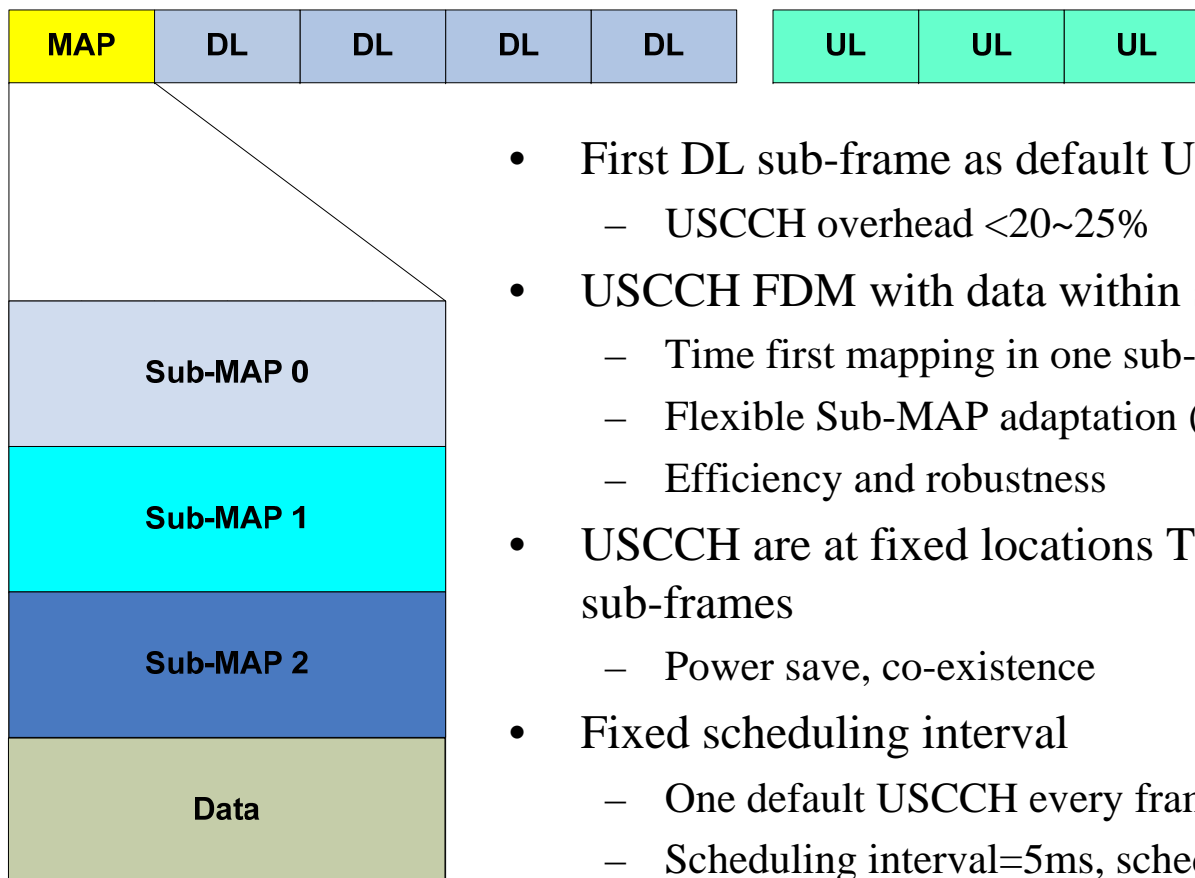 MAP DL DL DL DL UL UL UL
• First DL sub-frame as default U
– USCCH overhead <20~25%
• USCCH FDM with data within
– Time first mapping in one sub-
– Flexible Sub-MAP adaptation (
– Efficiency and robustness
• USCCH are at fixed locations T
sub-frames
– Power save, co-existence
• Fixed scheduling interval
– One default USCCH every
– Scheduling interval=5ms,
Sub-MAP 0
Sub-MAP 1
Sub-MAP 2
Data